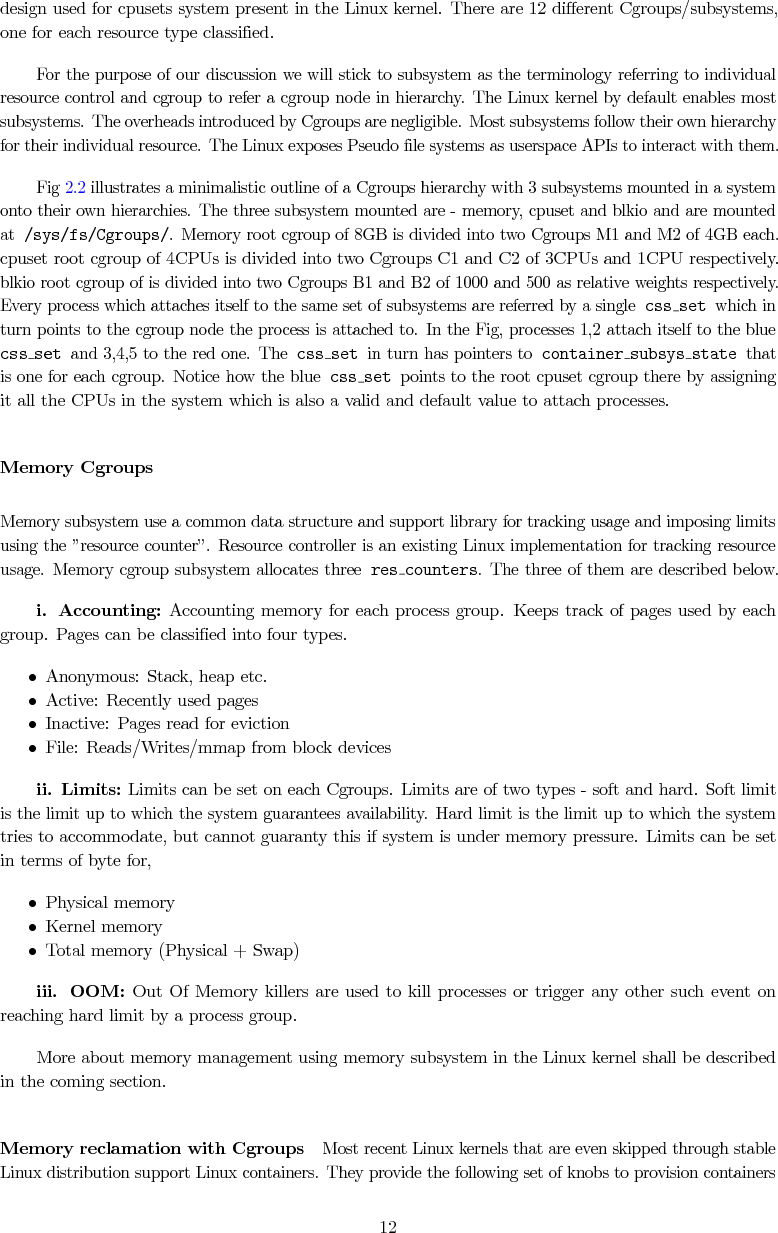 design used for cpusets system present in the Linux kernel. There are 12 different Cgroups/subsystems,
one for each resource type classified.
For the purpose of our discussion we will stick to subsystem as the terminology referring to individual
resource control and cgroup to refer a cgroup node in hierarchy. The Linux kernel by default enables most
subsystems. The overheads introduced by Cgroups are negligible. Most subsystems follow their own hierarchy
for their individual resource. The Linux exposes Pseudo file systems as userspace APIs to interact with them.
Fig 2.2 illustrates a minimalistic outline of a Cgroups hierarchy with 3 subsystems mounted in a system
onto their own hierarchies. The three subsystem mounted are - memory, cpuset and blkio and are mounted
at /sys/fs/Cgroups/. Memory root cgroup of 8GB is divided into two Cgroups M1 and M2 of 4GB each.
cpuset root cgroup of 4CPUs is divided into two Cgroups C1 and C2 of 3CPUs and 1CPU respectively.
blkio root cgroup of is divided into two Cgroups B1 and B2 of 1000 and 500 as relative weights respectively.
Every process which attaches itself to the same set of subsystems are referred by a single css_set which in
turn points to the cgroup node the process is attached to. In the Fig, processes 1,2 attach itself to the blue
css_set and 3,4,5 to the red one. The css_set in turn has pointers to container_subsys_state that
is one for each cgroup. Notice how the blue css_set points to the root cpuset cgroup there by assigning
it all the CPUs in the system which is also a valid and default value to attach processes.
Memory Cgroups
Memory subsystem use a common data structure and support library for tracking usage and imposing limits
using the ”resource counter”. Resource controller is an existing Linux implementation for tracking resource
usage. Memory cgroup subsystem allocates three res_counters. The three of them are described below.
i. Accounting: Accounting memory for each process group. Keeps track of pages used by each
group. Pages can be classified into four types.
• Anonymous: Stack, heap etc.
• Active: Recently used pages
• Inactive: Pages read for eviction
• File: Reads/Writes/mmap from block devices
ii. Limits: Limits can be set on each Cgroups. Limits are of two types - soft and hard. Soft limit
is the limit up to which the system guarantees availability. Hard limit is the limit up to which the system
tries to accommodate, but cannot guaranty this if system is under memory pressure. Limits can be set
in terms of byte for,
• Physical memory
• Kernel memory
• Total memory (Physical + Swap)
iii. OOM: Out Of Memory killers are used to kill processes or trigger any other such event on
reaching hard limit by a process group.
More about memory management using memory subsystem in the Linux kernel shall be described
in the coming section.
Memory reclamation with Cgroups Most recent Linux kernels that are even skipped through stable
Linux distribution support Linux containers. They provide the following set of knobs to provision containers
12